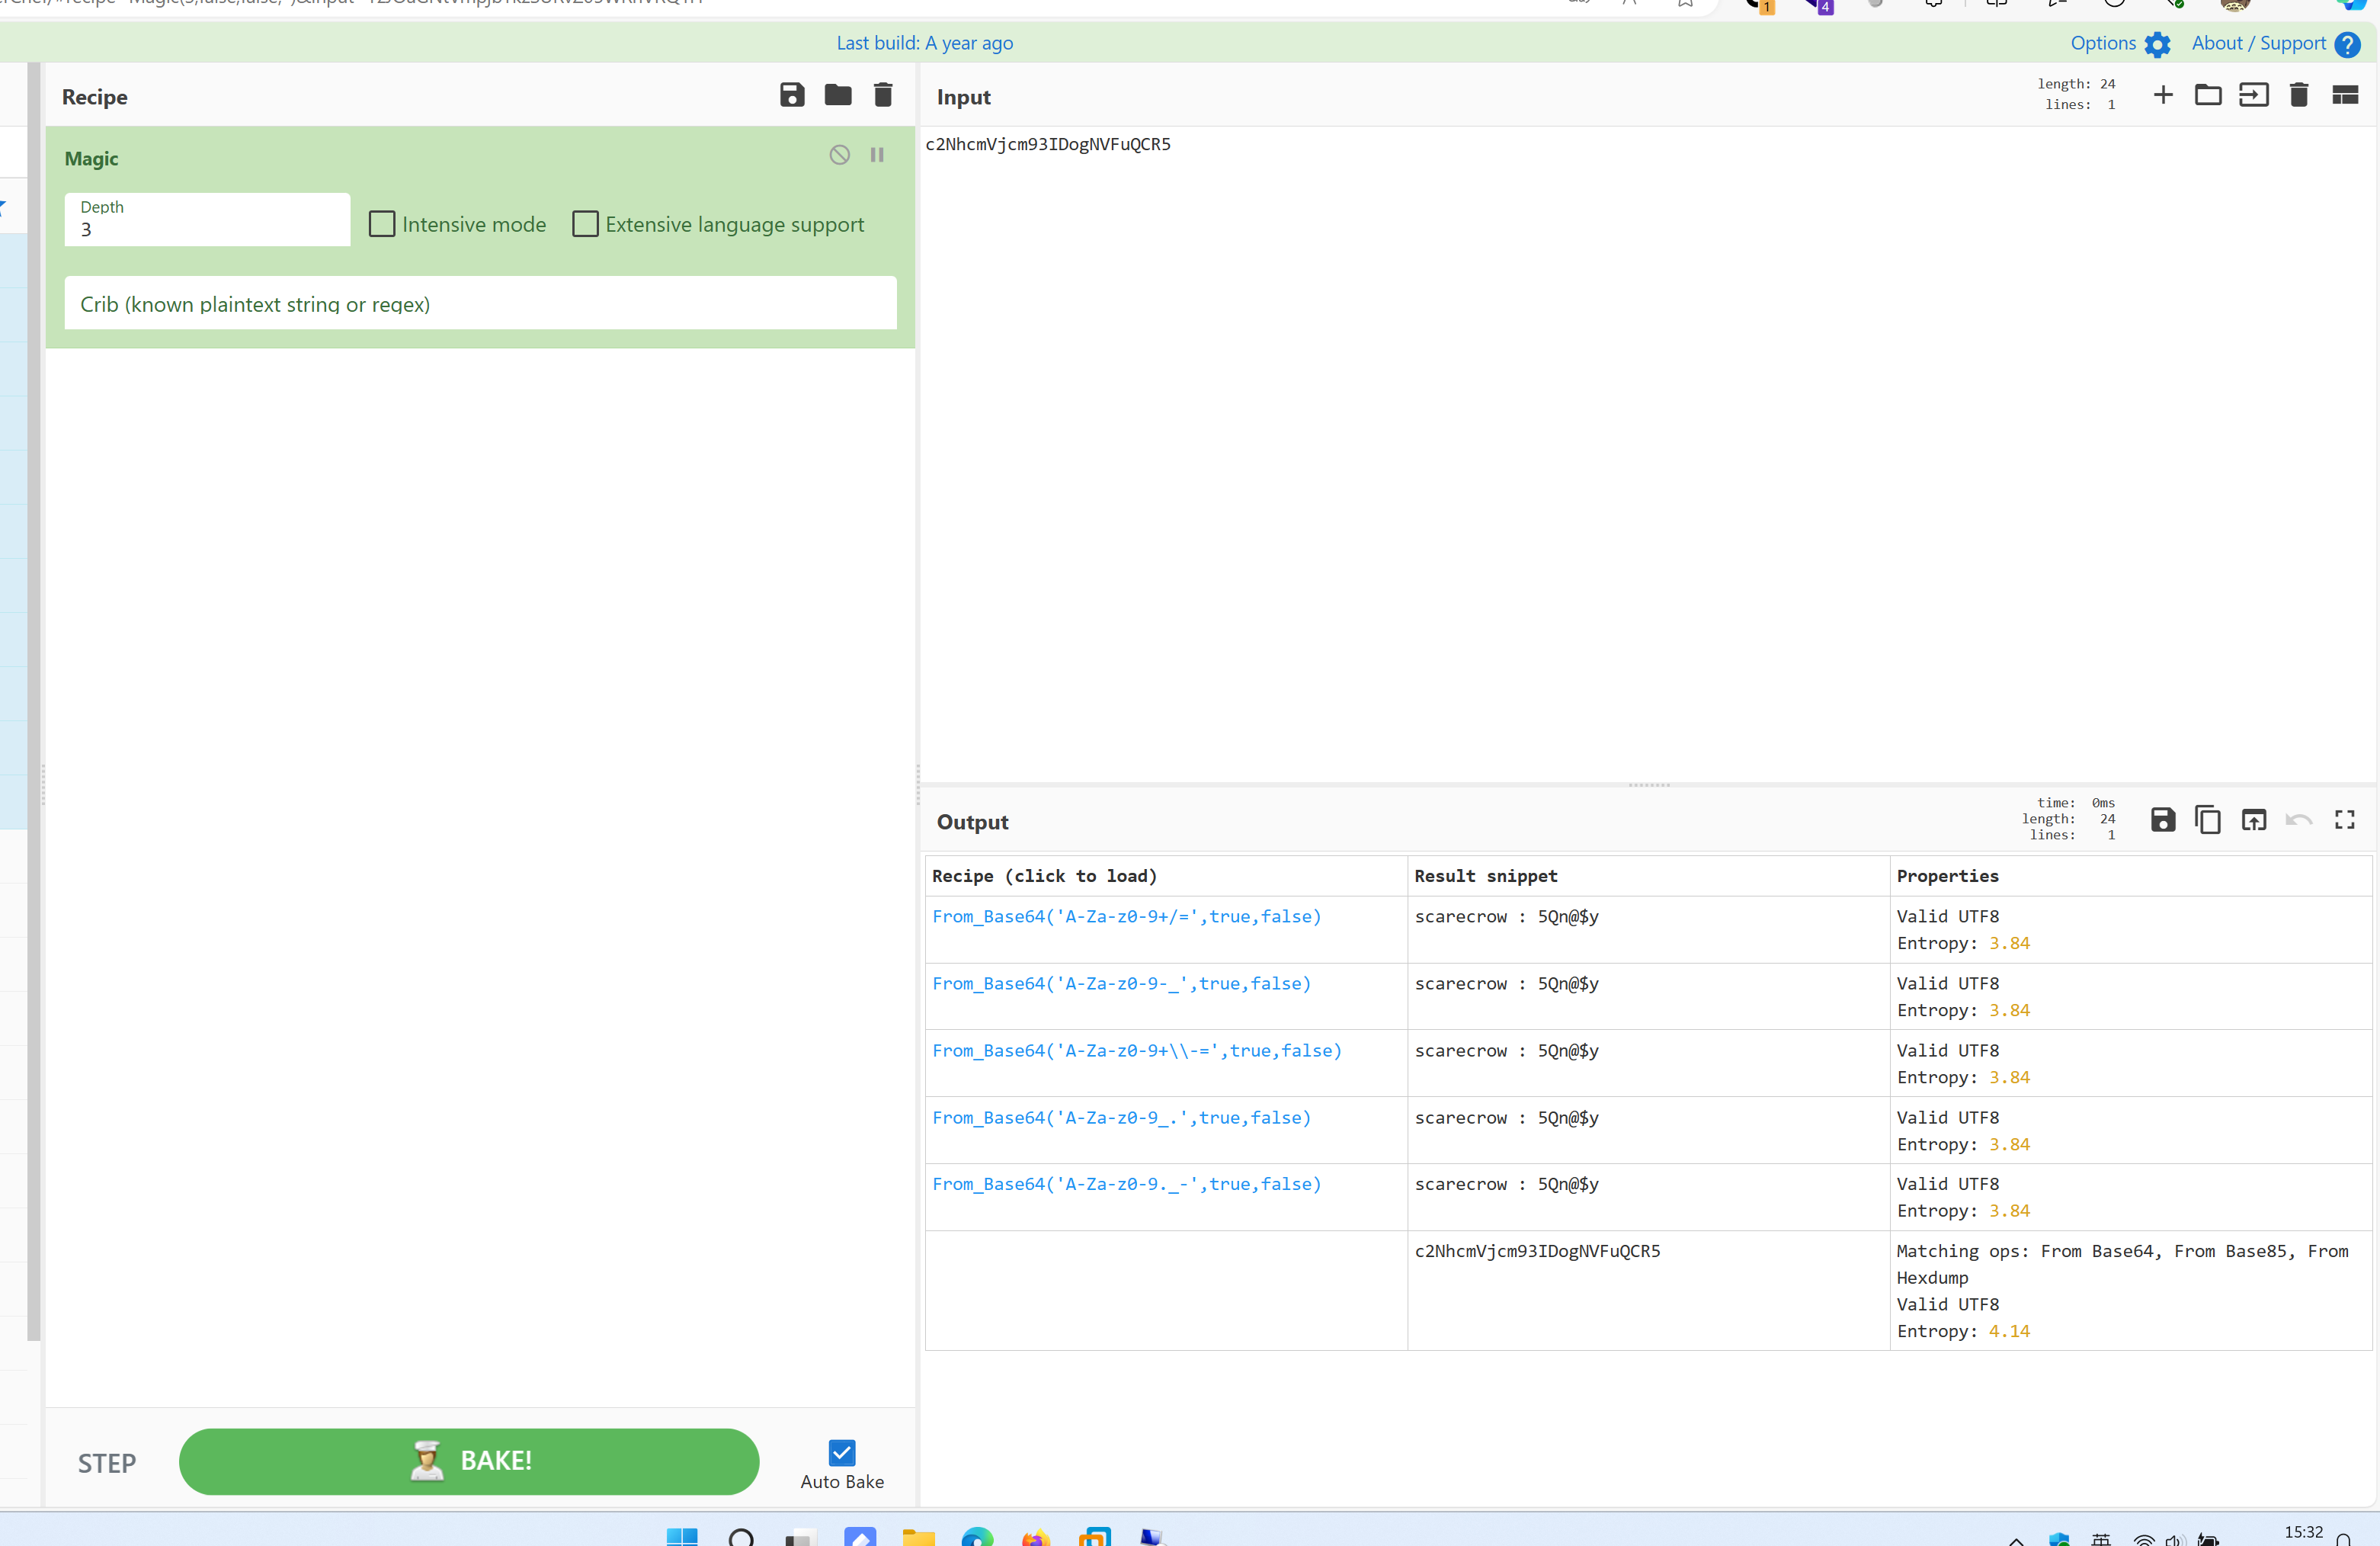 Last build: A year ago
Options
About / Support
Recipe
Magic
Depth
3
Intensive mode
Extensive language support
Crib (known plaintext string or regex)
STEP
BAKE!
Auto Bake
Input
length: 24
lines: 1
c2NhcmVjcm93IDogNVFuQCR5
Output
time: 0ms
length: 24
lines: 1
Recipe (click to load) Result snippet Properties
From_Base64('A-Za-z0-9+/=',true,false) scarecrow : 5Qn@$y Valid UTF8
Entropy: 3.84
From_Base64('A-Za-z0-9-_',true,false) scarecrow : 5Qn@$y Valid UTF8
Entropy: 3.84
From_Base64('A-Za-z0-9+\\-=',true,false) scarecrow : 5Qn@$y Valid UTF8
Entropy: 3.84
From_Base64('A-Za-z0-9_.',true,false) scarecrow : 5Qn@$y Valid UTF8
Entropy: 3.84
From_Base64('A-Za-z0-9._-',true,false) scarecrow : 5Qn@$y Valid UTF8
Entropy: 3.84
c2NhcmVjcm93IDogNVFuQCR5 Matching ops: From Base64, From Base85, From
Hexdump
Valid UTF8
Entropy: 4.14
15:32